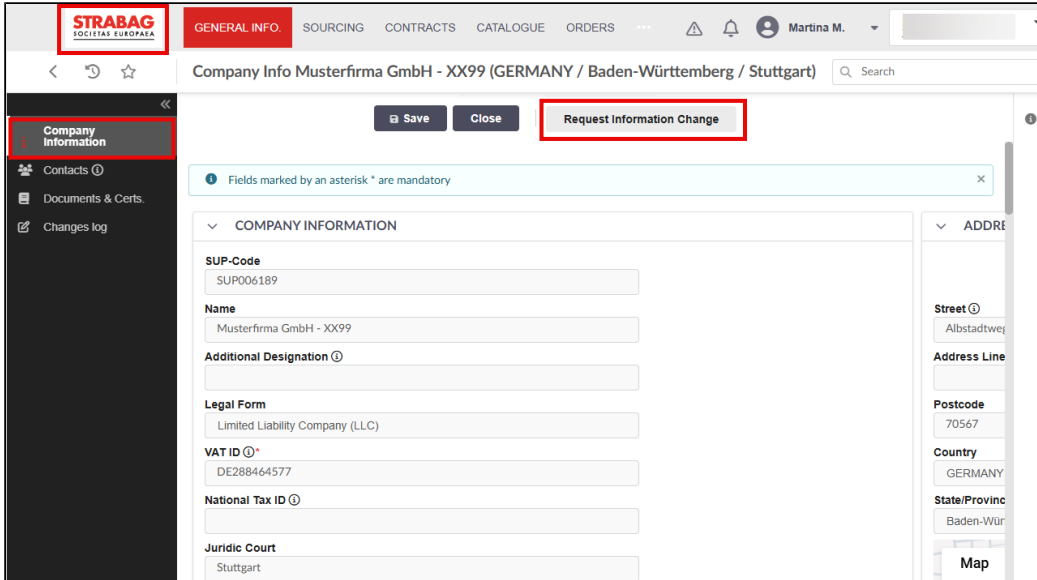 STRABAG
SOCIETAS EUROPAEA
GENERAL INFO. SOURCING CONTRACTS CATALOGUE ORDERS ... Martina M.
Company Info Musterfirma GmbH - XX99 (GERMANY / Baden-Württemberg / Stuttgart) Search
Company
Information
Contacts
Documents & Certs.
Changes log
Save Close Request Information Change
Fields marked by an asterisk * are mandatory
COMPANY INFORMATION
SUP-Code
SUP006189
Name
Musterfirma GmbH - XX99
Additional Designation
Legal Form
Limited Liability Company (LLC)
VAT ID *
DE288464577
National Tax ID
Juridic Court
Stuttgart
ADDRE
Street
Albstadtweg
Address Line
Postcode
70567
Country
GERMANY
State/Provinc
Baden-Wür
Map